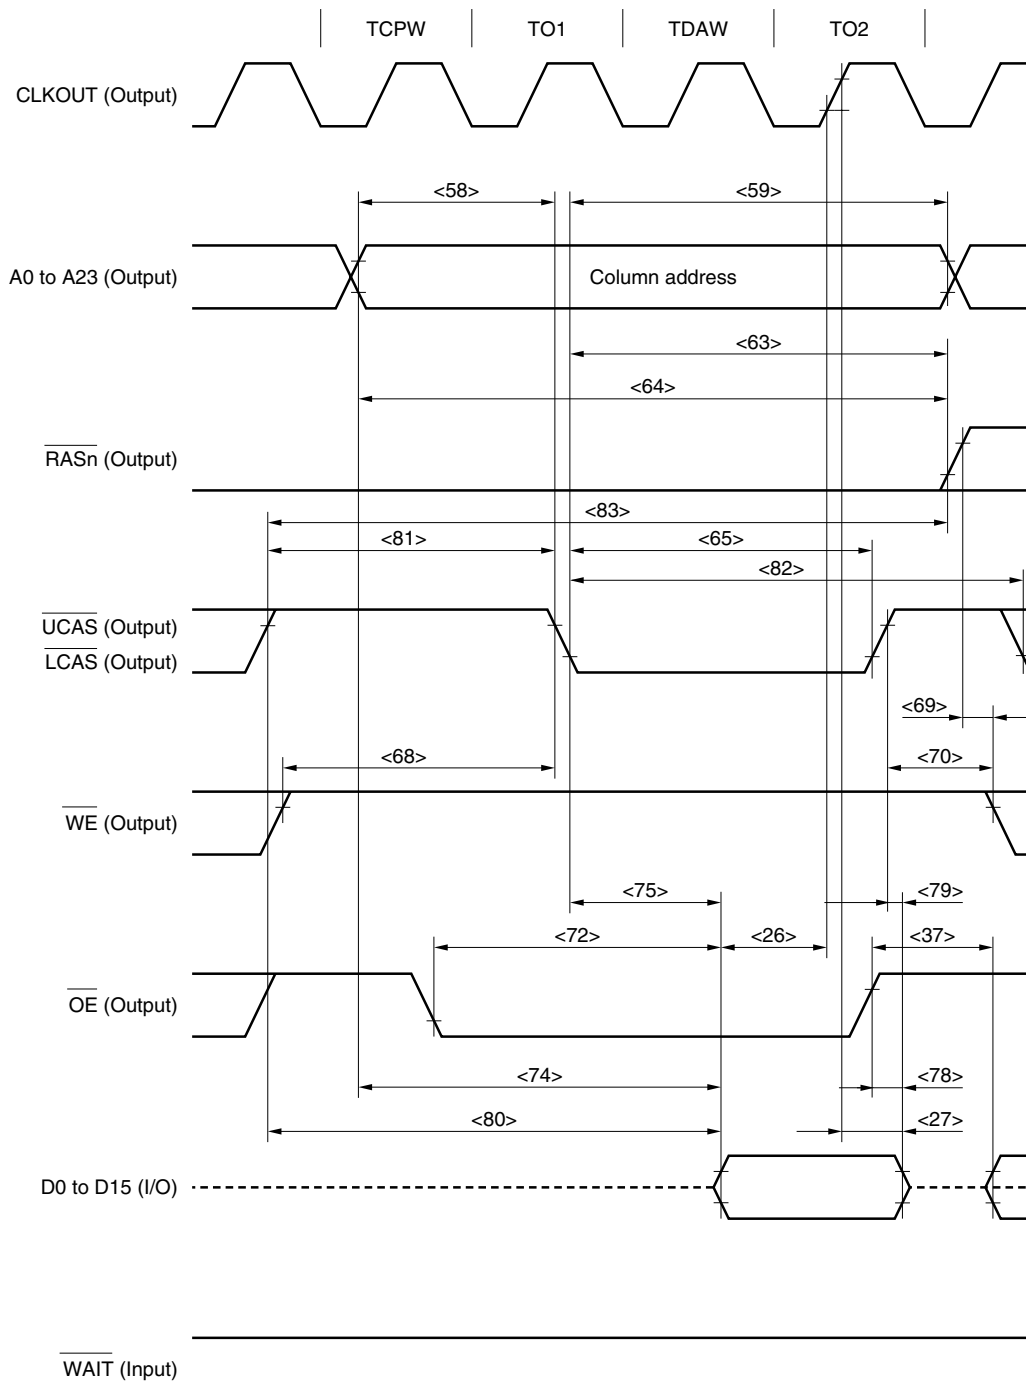 TCPW TO1 TDAW TO2
CLKOUT (Output)
<58> <59>
A0 to A23 (Output) Column address
<63>
<64>
RASn (Output)
<83>
<81> <65>
<82>
UCAS (Output)
LCAS (Output)
<69>
<68> <70>
WE (Output)
<75> <79>
<72> <26> <37>
OE (Output)
<74> <78>
<80> <27>
D0 to D15 (I/O)
WAIT (Input)